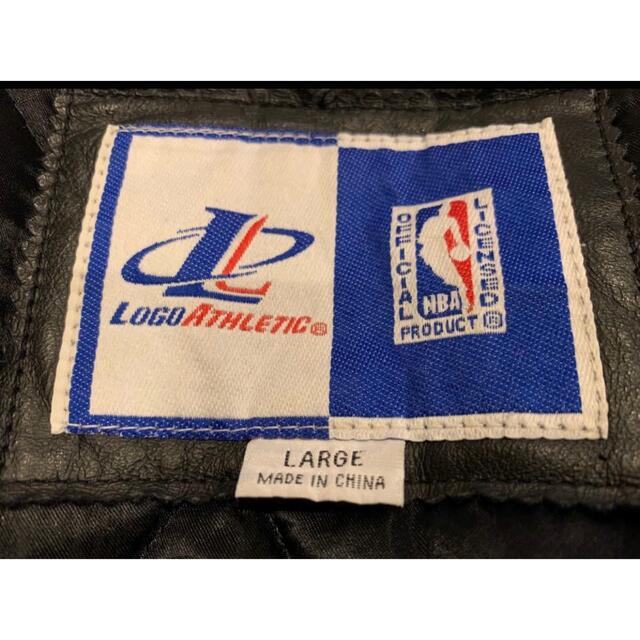 LOGOATHLETIC®
OFFICIAL
LICENSED
NBA
PRODUCT ®
LARGE
MADE IN CHINA